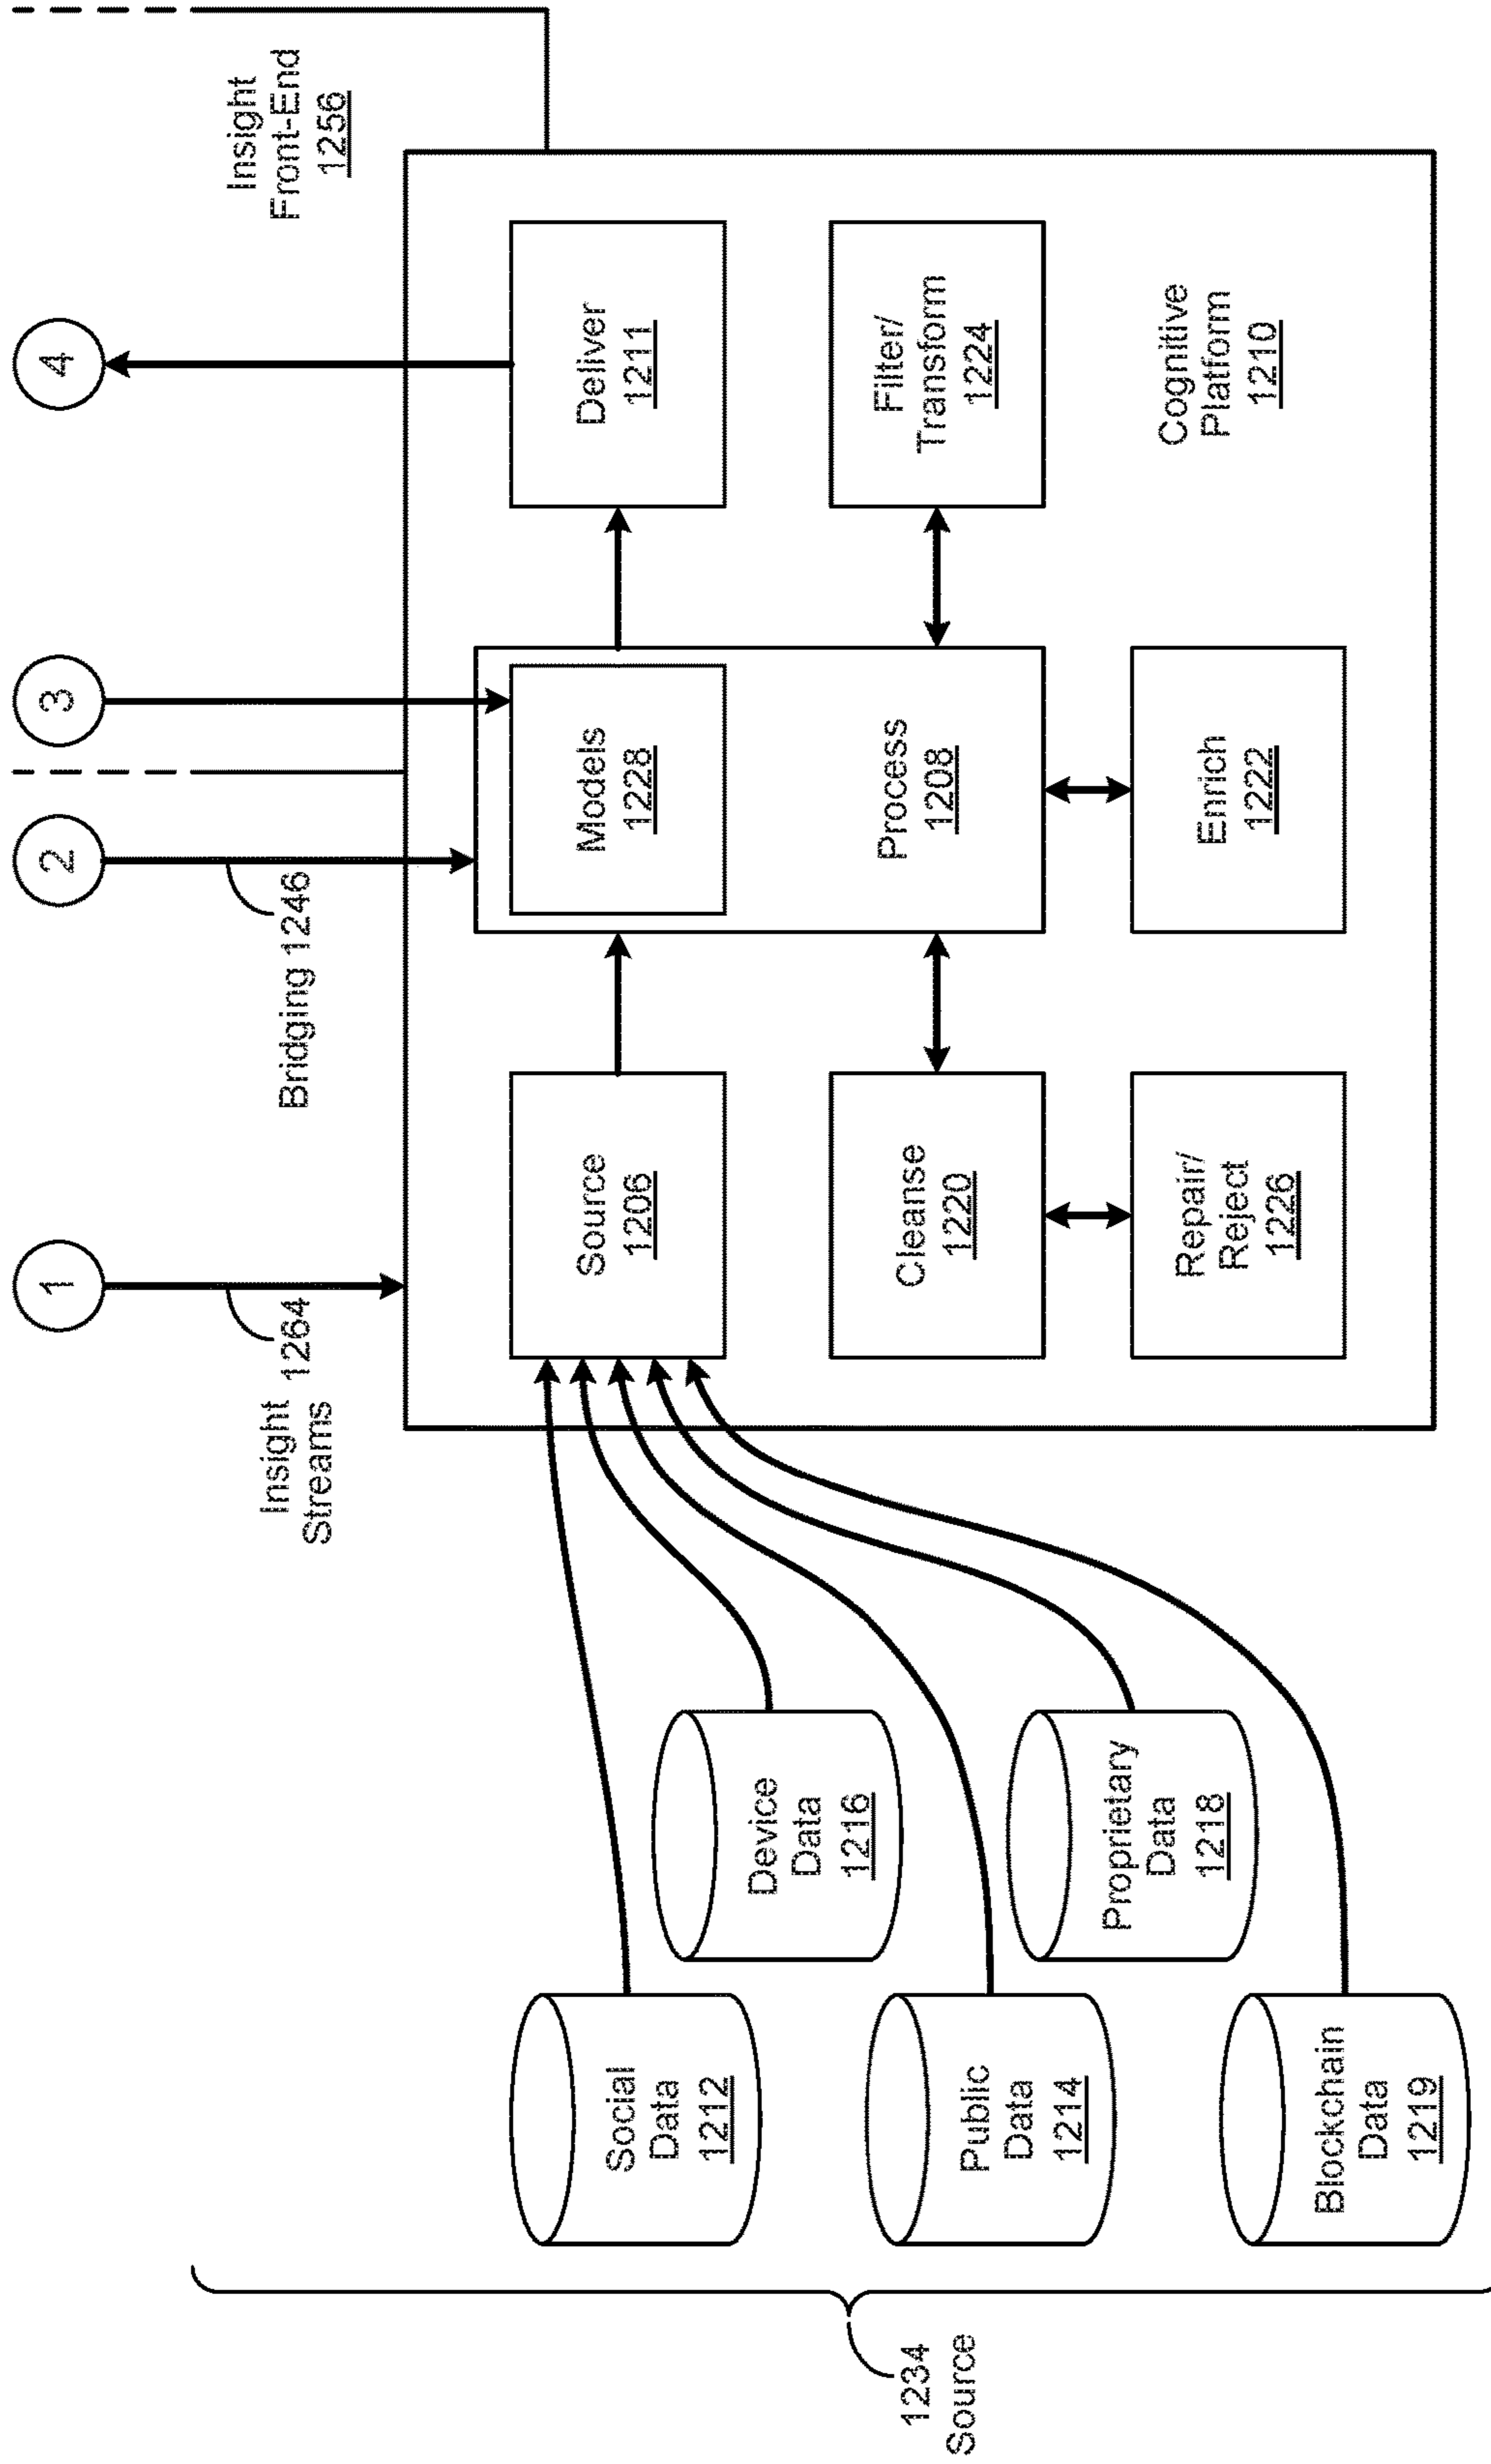 1
2
3
4
Insight
Streams
1264
Bridging 1246
Insight
Front-End
1256
Social
Data
1212
Device
Data
1216
Public
Data
1214
Proprietary
Data
1218
Blockchain
Data
1219
1234
Source
Source
1206
Models
1228
Process
1208
Deliver
1211
Cleanse
1220
Filter/
Transform
1224
Repair/
Reject
1226
Enrich
1222
Cognitive
Platform
1210